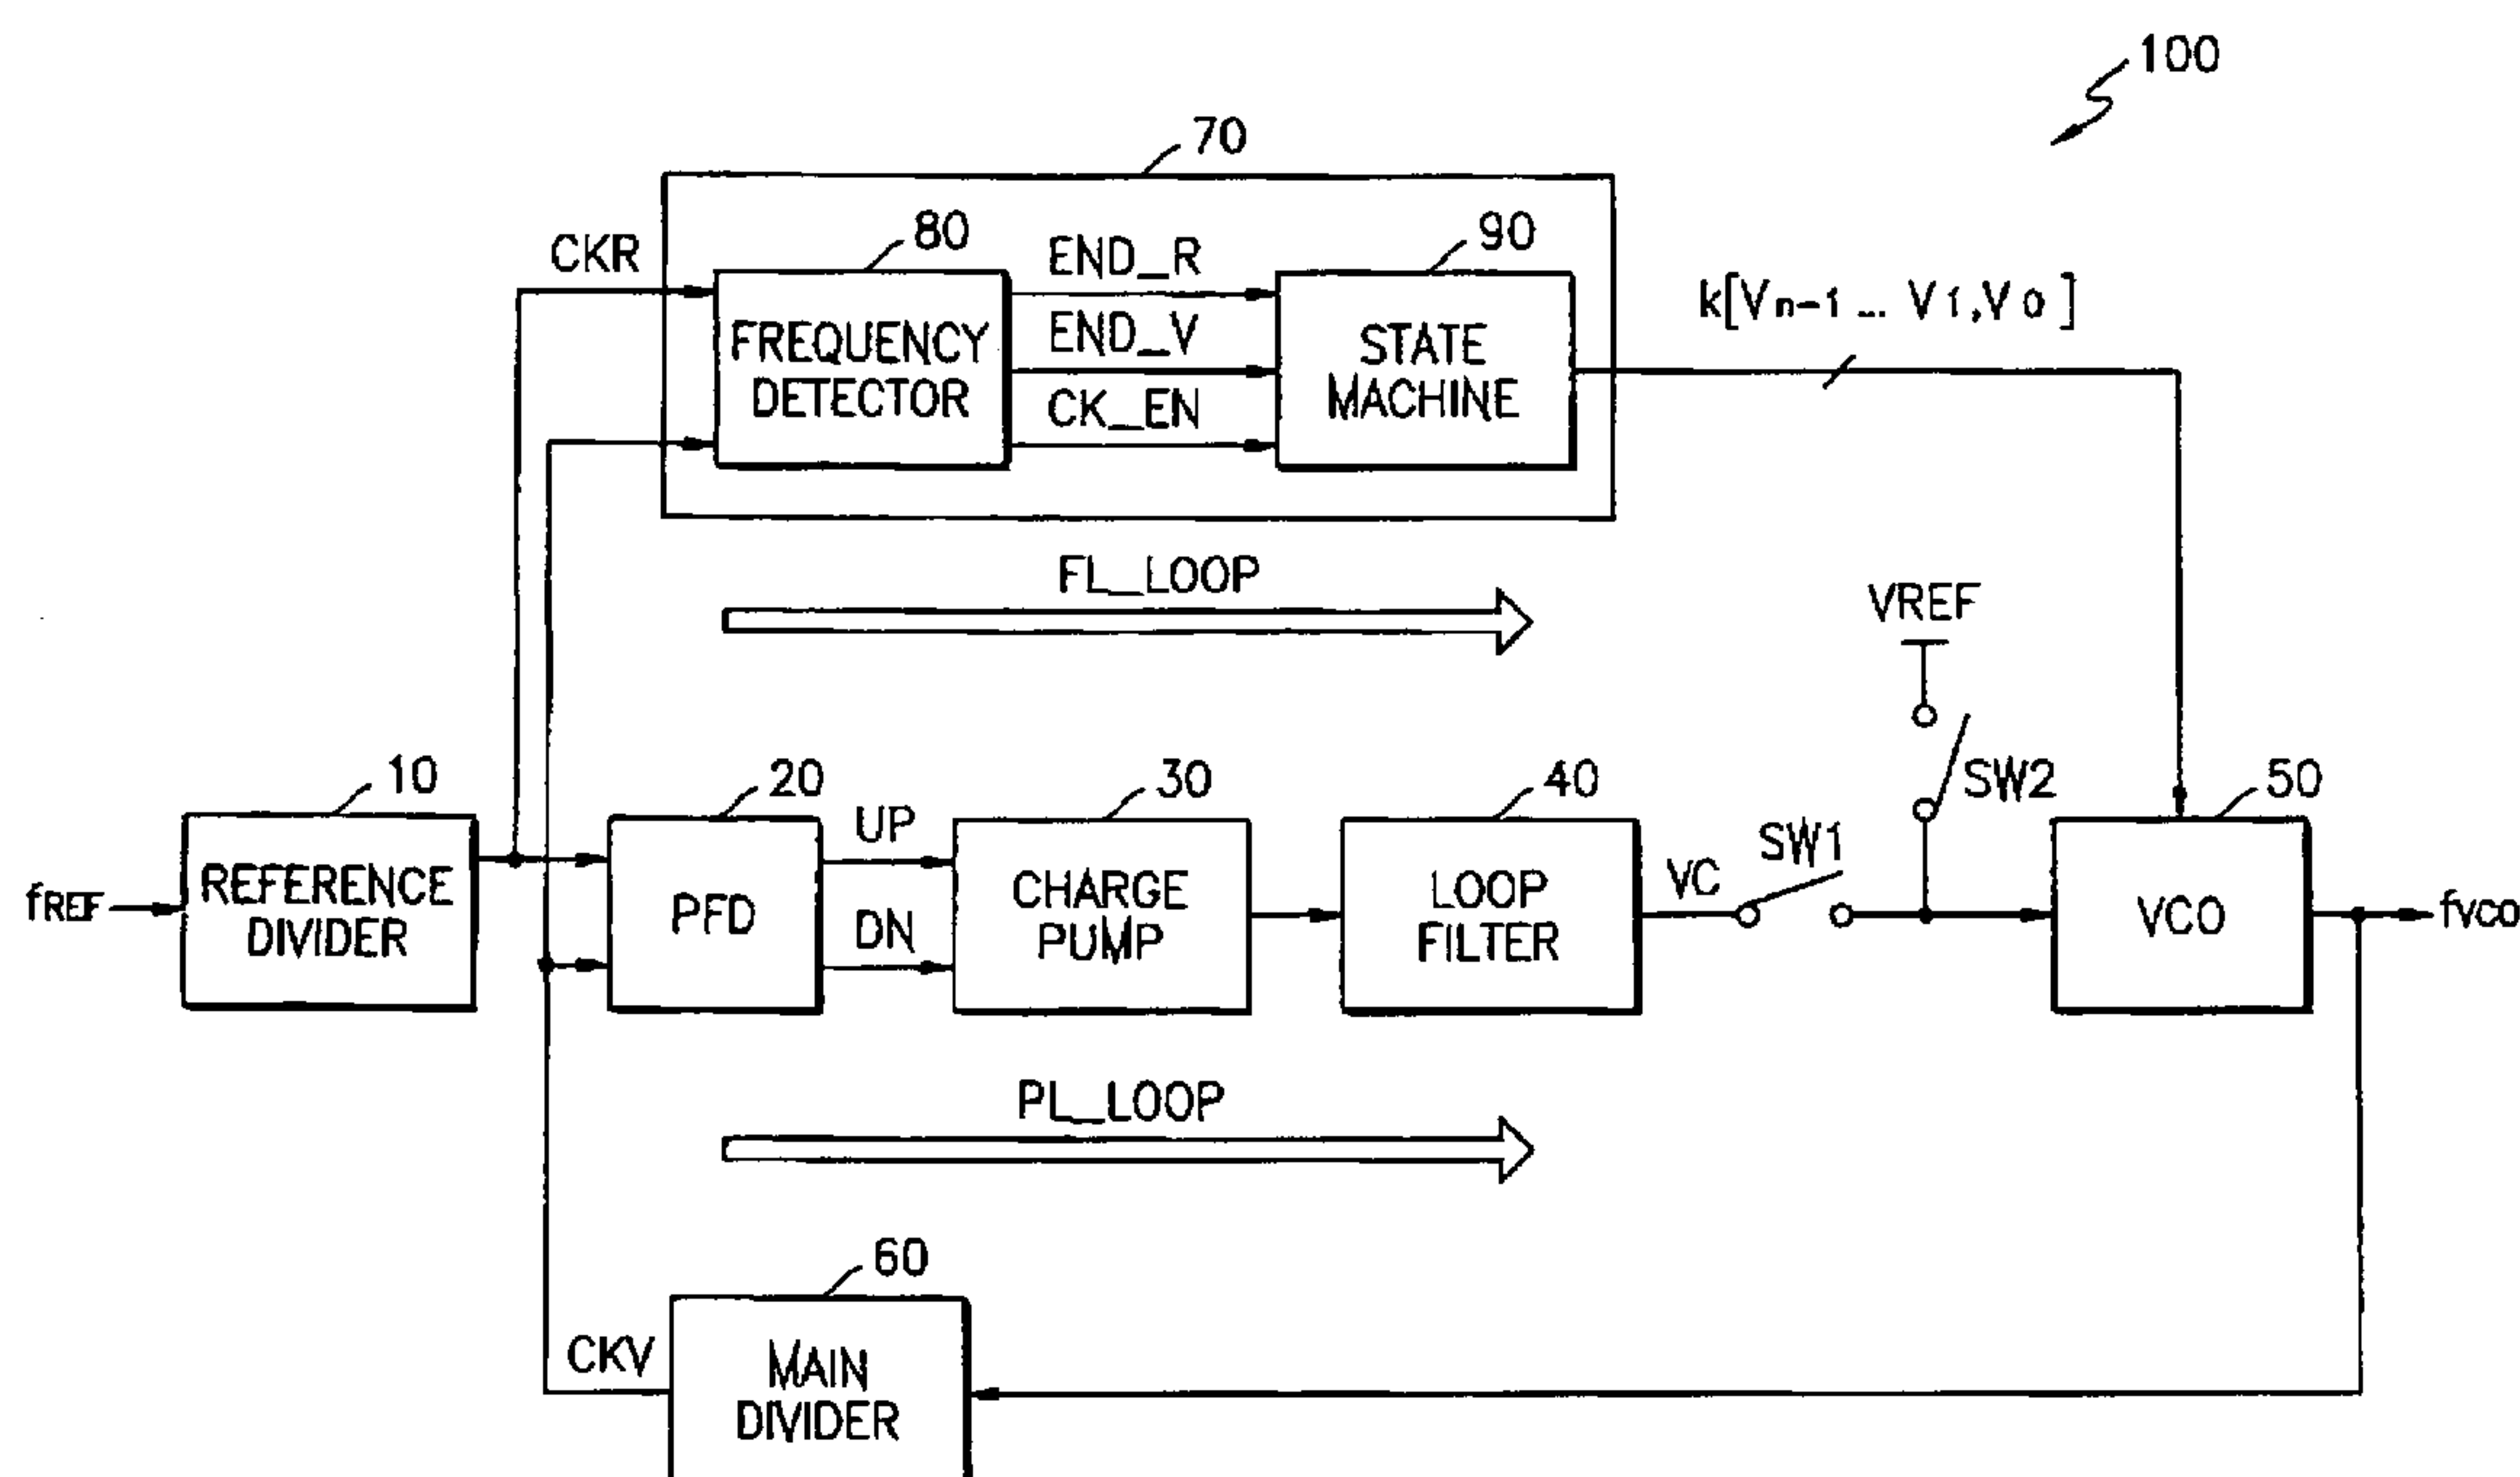 100
70
CKR
80
END_R
90
k[Vn-1 ... V1,V0]
FREQUENCY
DETECTOR
END_V
CK_EN
STATE
MACHINE
FL_LOOP
VREF
10
20
UP
30
40
SW1
SW2
50
fREF
REFERENCE
DIVIDER
PFD
DN
CHARGE
PUMP
LOOP
FILTER
VC
VCO
fVCO
PL_LOOP
60
CKV
MAIN
DIVIDER